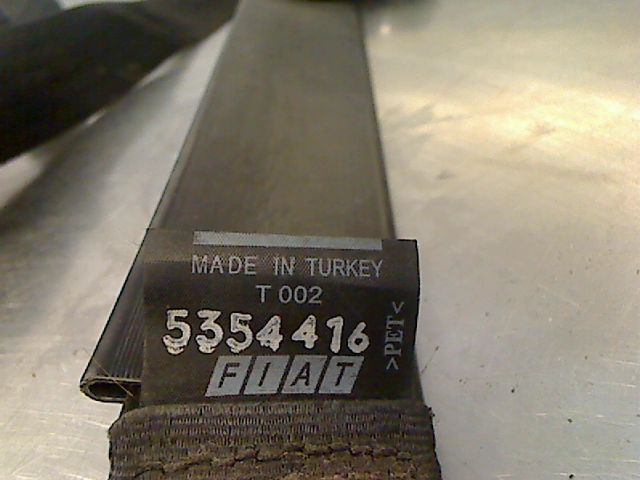 MADE IN TURKEY
T 002
5354416
FIAT
>PET<